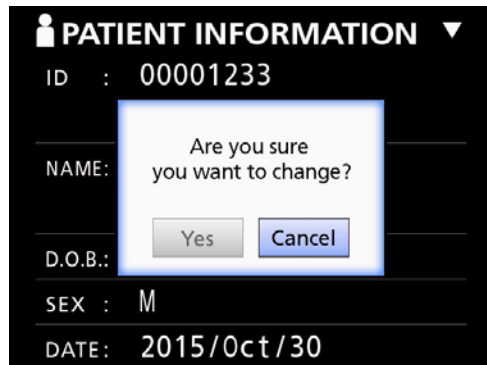 PATIENT INFORMATION ▼
ID : 00001233
Are you sure
you want to change?
NAME:
Yes Cancel
D.O.B.:
SEX : M
DATE: 2015/Oct/30